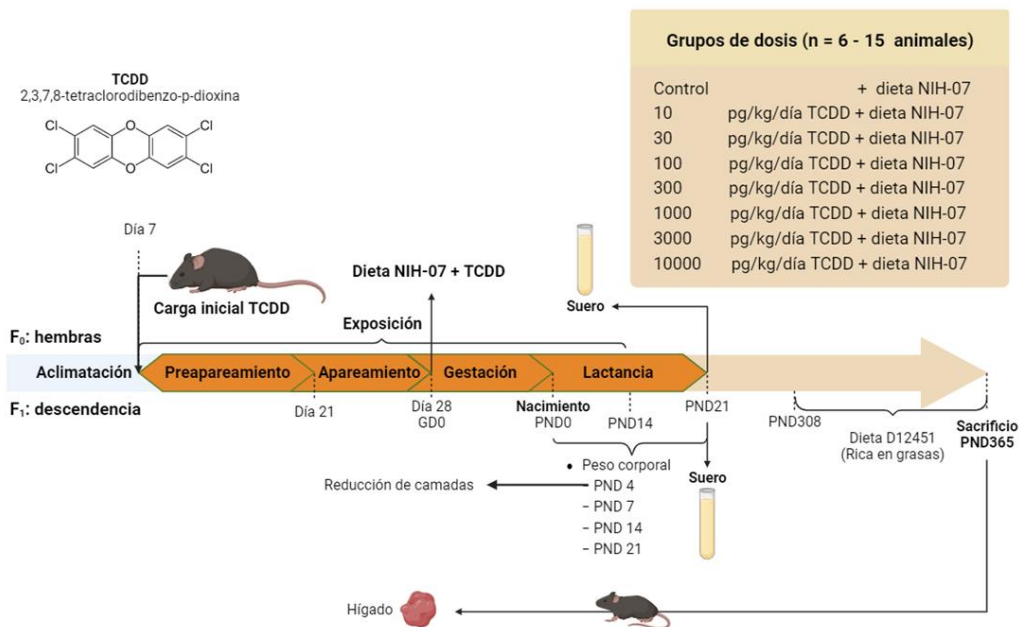 TCDD
2,3,7,8-tetraclorodibenzo-p-dioxina
Cl
O
Cl
Cl
O
Cl
Grupos de dosis (n = 6 - 15 animales)
Control + dieta NIH-07
10 pg/kg/día TCDD + dieta NIH-07
30 pg/kg/día TCDD + dieta NIH-07
100 pg/kg/día TCDD + dieta NIH-07
300 pg/kg/día TCDD + dieta NIH-07
1000 pg/kg/día TCDD + dieta NIH-07
3000 pg/kg/día TCDD + dieta NIH-07
10000 pg/kg/día TCDD + dieta NIH-07
Día 7
Carga inicial TCDD
Dieta NIH-07 + TCDD
Suero
Exposición
F₀: hembras
Aclimatación
Preapareamiento
Apareamiento
Gestación
Lactancia
F₁: descendencia
Día 21
Día 28
GD0
Nacimiento
PND0
PND14
PND21
PND308
Dieta D12451
(Rica en grasas)
Sacrificio
PND365
• Peso corporal
Reducción de camadas
– PND 4
– PND 7
– PND 14
– PND 21
Suero
Hígado